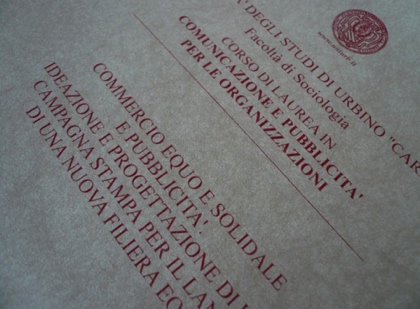 DEGLI STUDI DI URBINO "CAR
Facoltà di Sociologia
CORSO DI LAUREA IN
COMUNICAZIONE E PUBBLICITA'
PER LE ORGANIZZAZIONI
COMMERCIO EQUO E SOLIDALE
E PUBBLICITA':
IDEAZIONE E PROGETTAZIONE DI
CAMPAGNA STAMPA PER IL LAN
DI UNA NUOVA FILIERA EQ